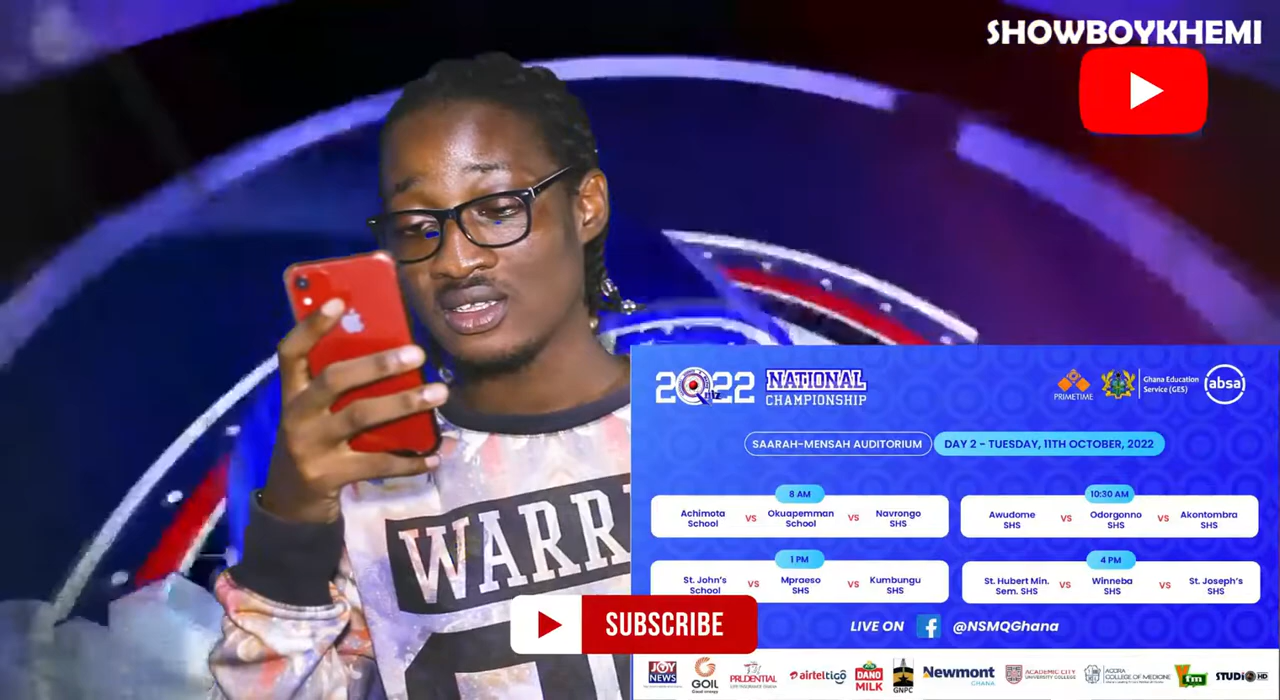 SHOWBOYKHEMI
WARR
2022 NATIONAL
CHAMPIONSHIP
PRIMETIME
Ghana Education
Service (GES)
absa
SAARAH-MENSAH AUDITORIUM
DAY 2 - TUESDAY, 11TH OCTOBER, 2022
8 AM
Achimota School VS Okuapemman School VS Navrongo SHS
10:30 AM
Awudome SHS VS Odorgonno SHS VS Akontombra SHS
1 PM
St. John's School VS Mpraeso SHS VS Kumbungu SHS
4 PM
St. Hubert Min. Sem. SHS VS Winneba SHS VS St. Joseph's SHS
SUBSCRIBE
LIVE ON f @NSMQGhana
JOY NEWS
GOIL
PRUDENTIAL
airteltigo
DANO MILK
GNPC
Newmont
GHANA
ACADEMIC CITY
UNIVERSITY COLLEGE
ACCRA
COLLEGE OF MEDICINE
Yfm
STUDIO HD